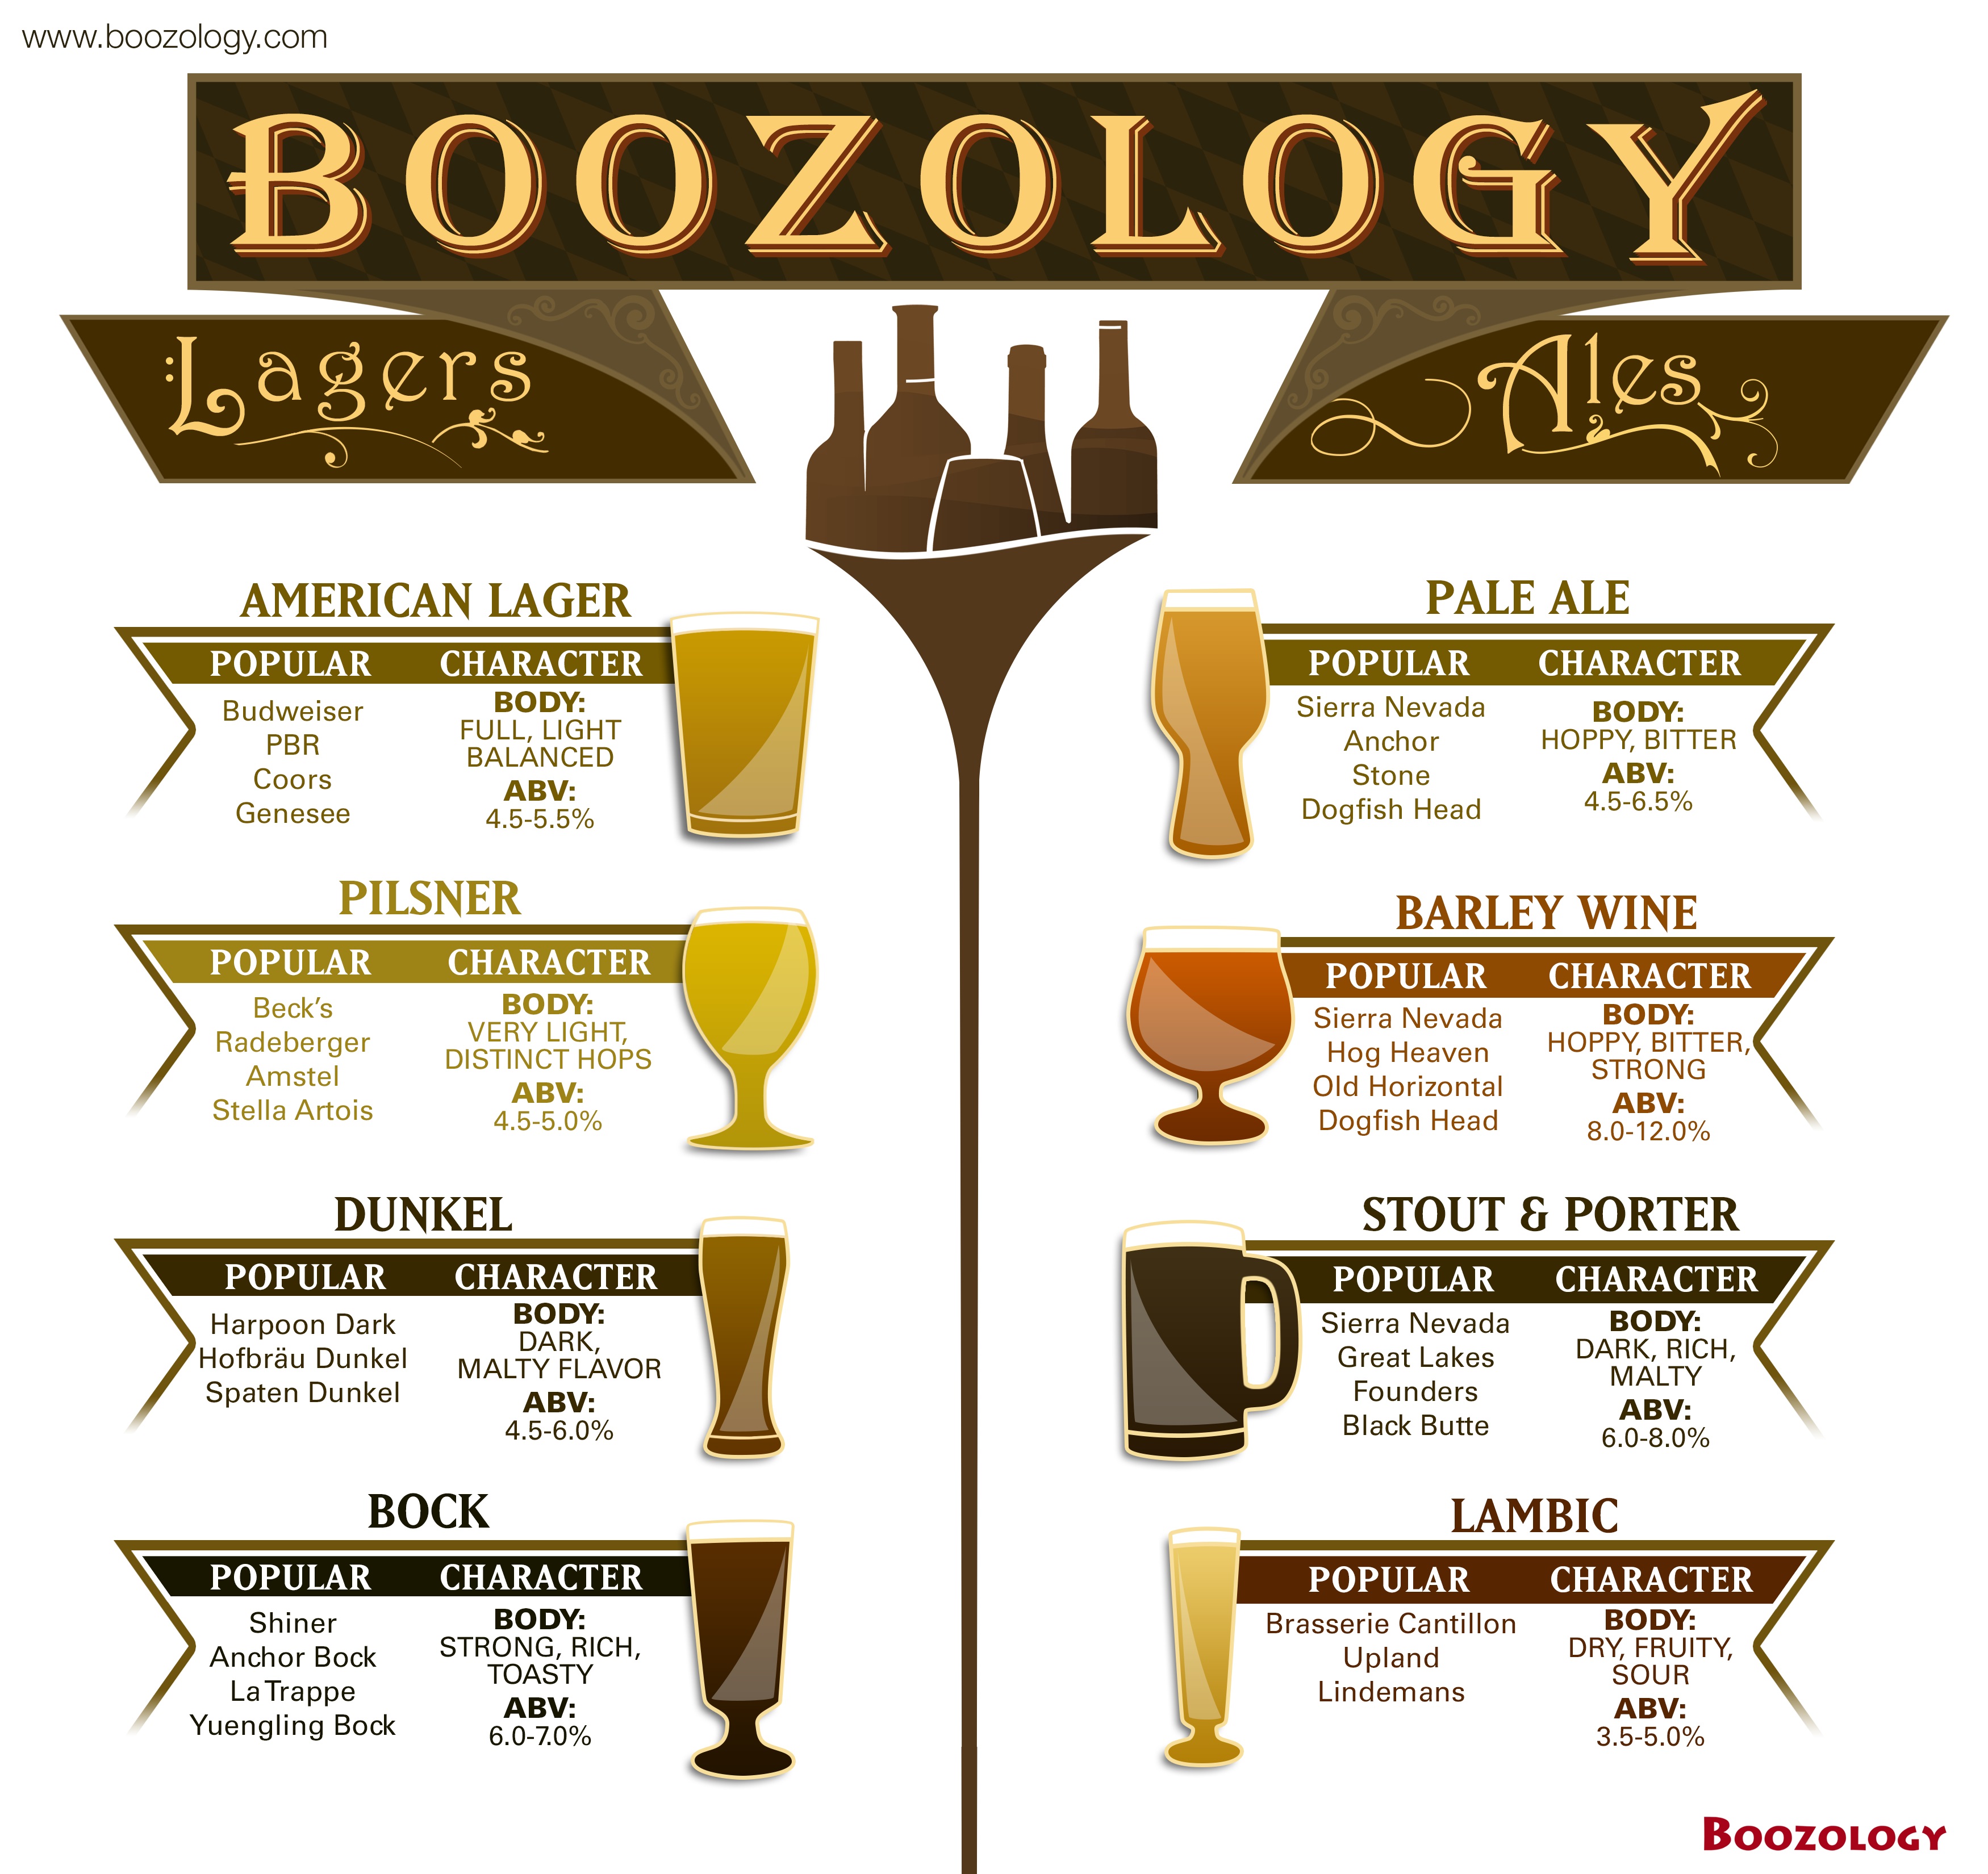 www.boozology.com
BOOZOLOGY
Lagers
Ales
AMERICAN LAGER
POPULAR CHARACTER
Budweiser
PBR
Coors
Genesee
BODY:
FULL, LIGHT
BALANCED
ABV:
4.5-5.5%
PILSNER
POPULAR CHARACTER
Beck's
Radeberger
Amstel
Stella Artois
BODY:
VERY LIGHT,
DISTINCT HOPS
ABV:
4.5-5.0%
DUNKEL
POPULAR CHARACTER
Harpoon Dark
Hofbräu Dunkel
Spaten Dunkel
BODY:
DARK,
MALTY FLAVOR
ABV:
4.5-6.0%
BOCK
POPULAR CHARACTER
Shiner
Anchor Bock
La Trappe
Yuengling Bock
BODY:
STRONG, RICH,
TOASTY
ABV:
6.0-7.0%
PALE ALE
POPULAR CHARACTER
Sierra Nevada
Anchor
Stone
Dogfish Head
BODY:
HOPPY, BITTER
ABV:
4.5-6.5%
BARLEY WINE
POPULAR CHARACTER
Sierra Nevada
Hog Heaven
Old Horizontal
Dogfish Head
BODY:
HOPPY, BITTER,
STRONG
ABV:
8.0-12.0%
STOUT & PORTER
POPULAR CHARACTER
Sierra Nevada
Great Lakes
Founders
Black Butte
BODY:
DARK, RICH,
MALTY
ABV:
6.0-8.0%
LAMBIC
POPULAR CHARACTER
Brasserie Cantillon
Upland
Lindemans
BODY:
DRY, FRUITY,
SOUR
ABV:
3.5-5.0%
BOOZOLOGY